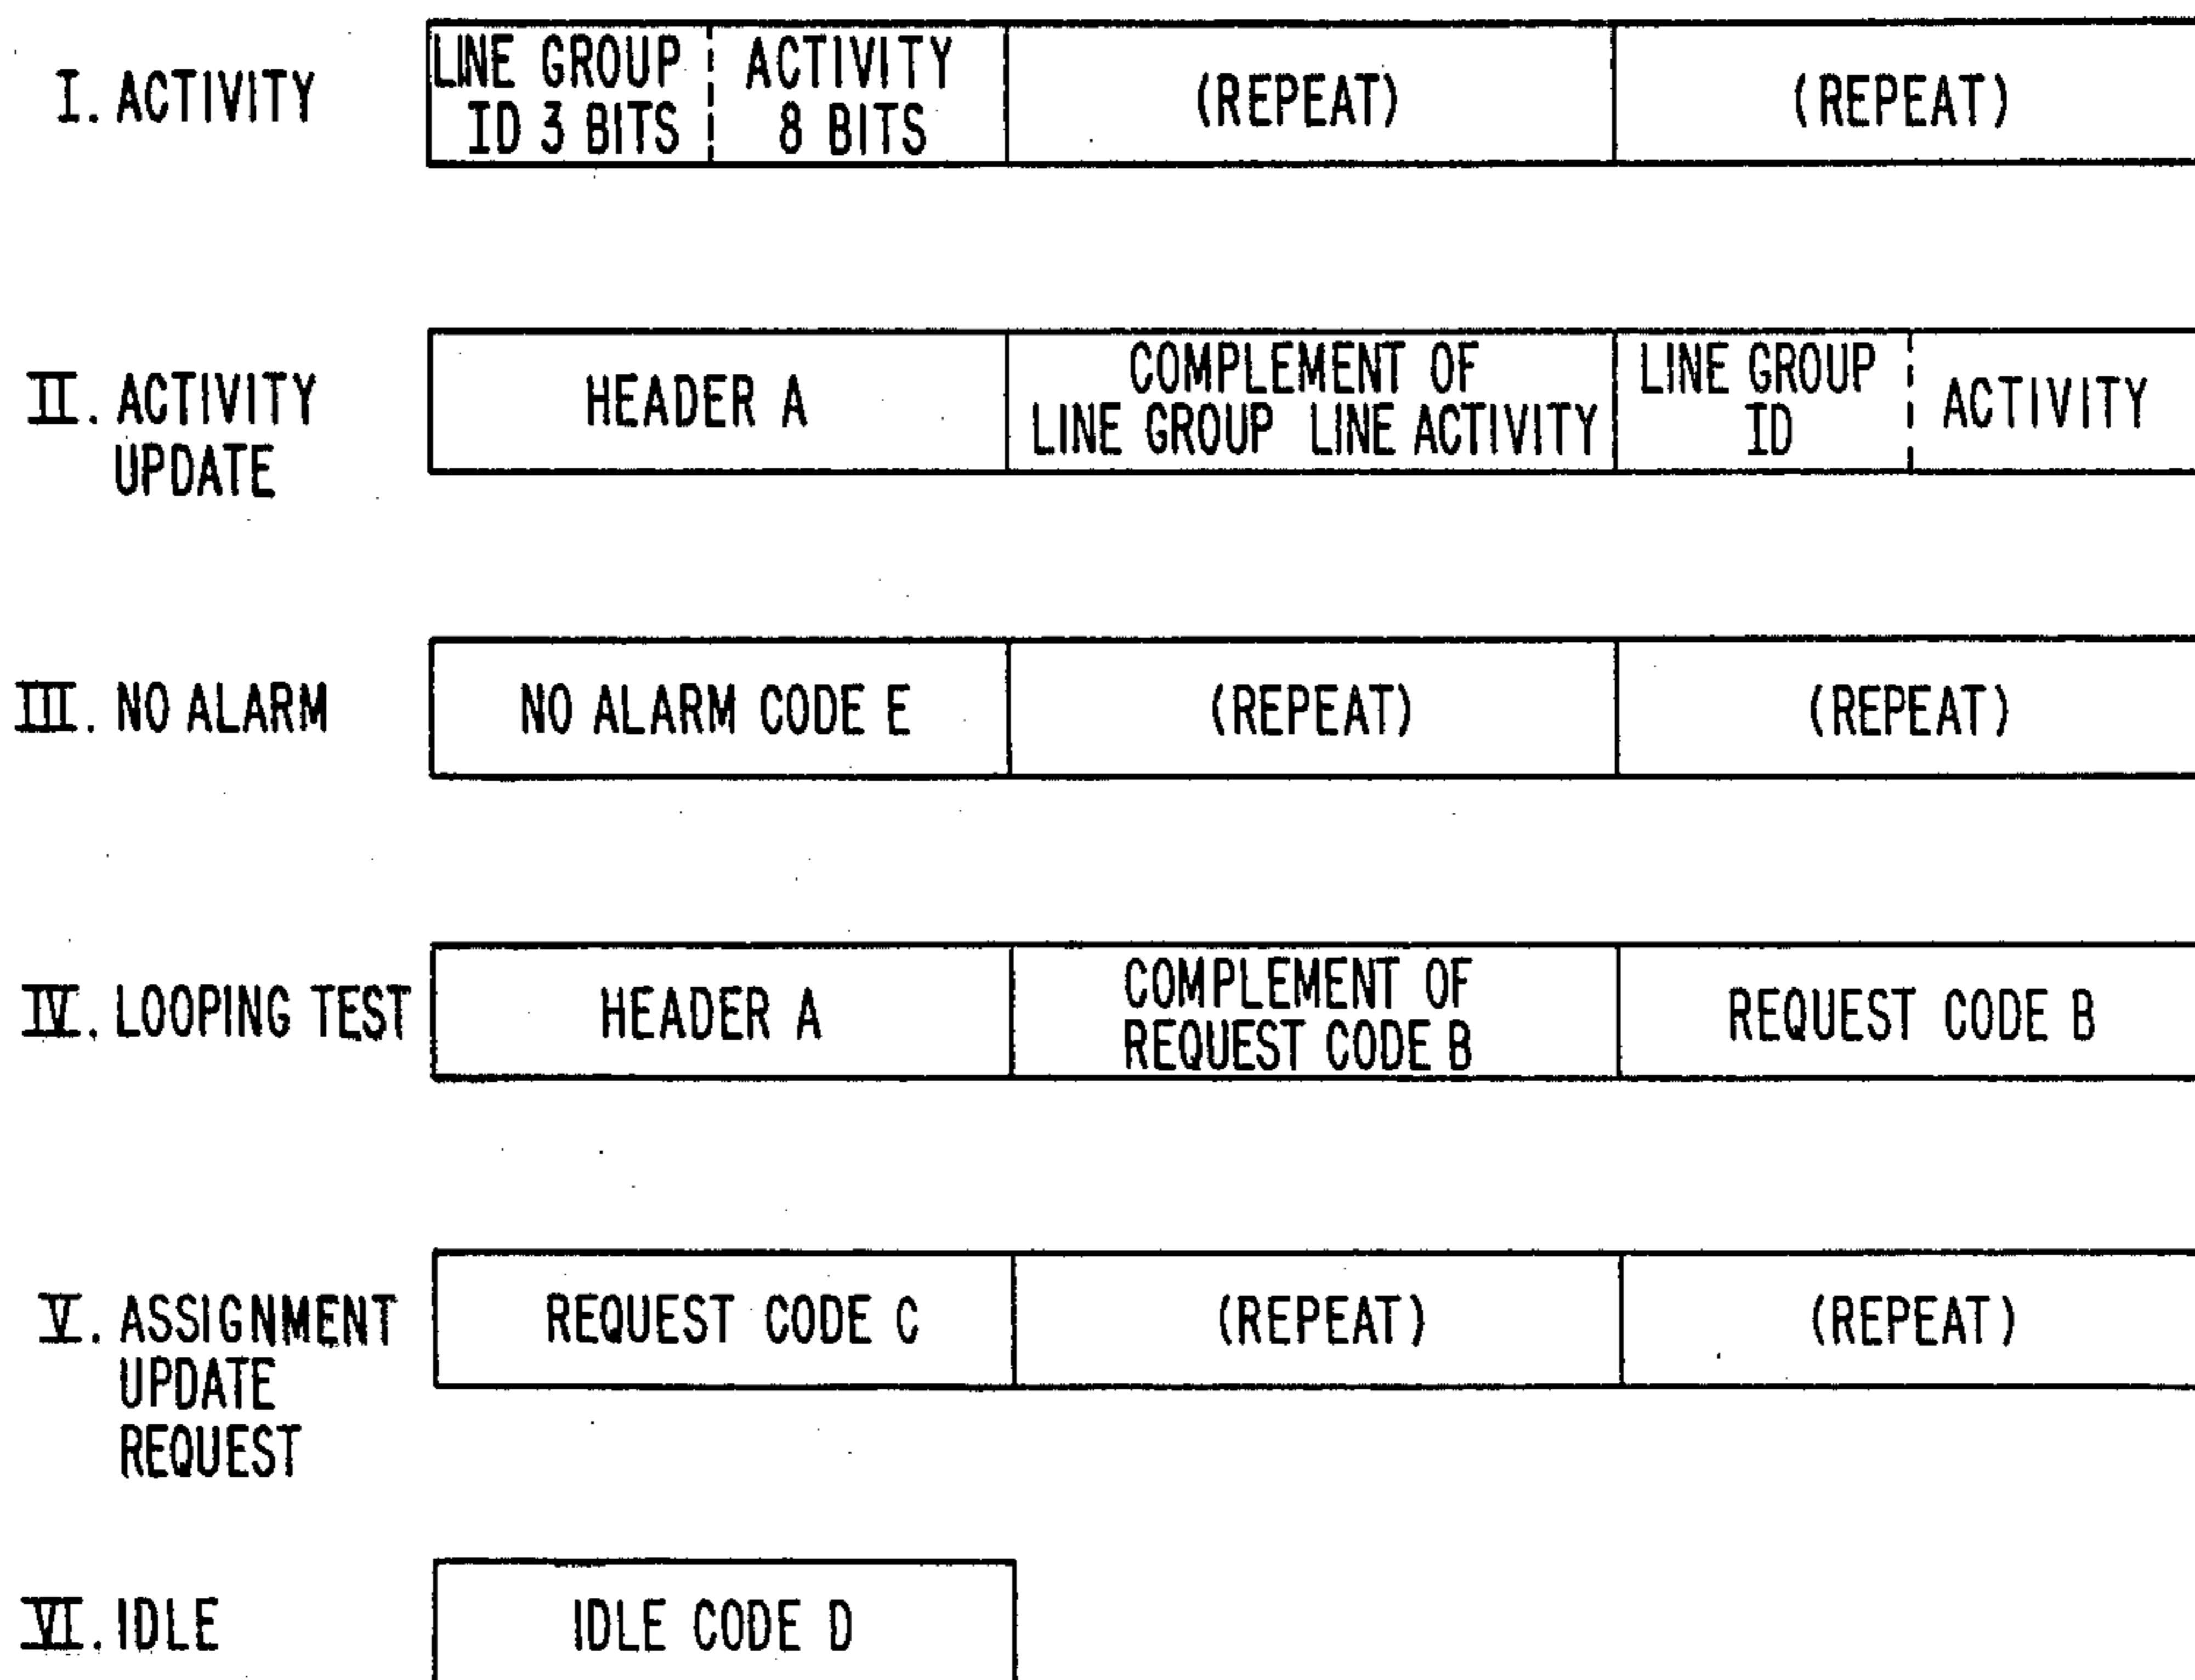 I. ACTIVITY
LINE GROUP
ID 3 BITS
ACTIVITY
8 BITS
(REPEAT)
(REPEAT)
II. ACTIVITY
UPDATE
HEADER A
COMPLEMENT OF
LINE GROUP LINE ACTIVITY
LINE GROUP
ID
ACTIVITY
III. NO ALARM
NO ALARM CODE E
(REPEAT)
(REPEAT)
IV. LOOPING TEST
HEADER A
COMPLEMENT OF
REQUEST CODE B
REQUEST CODE B
V. ASSIGNMENT
UPDATE
REQUEST
REQUEST CODE C
(REPEAT)
(REPEAT)
VI. IDLE
IDLE CODE D